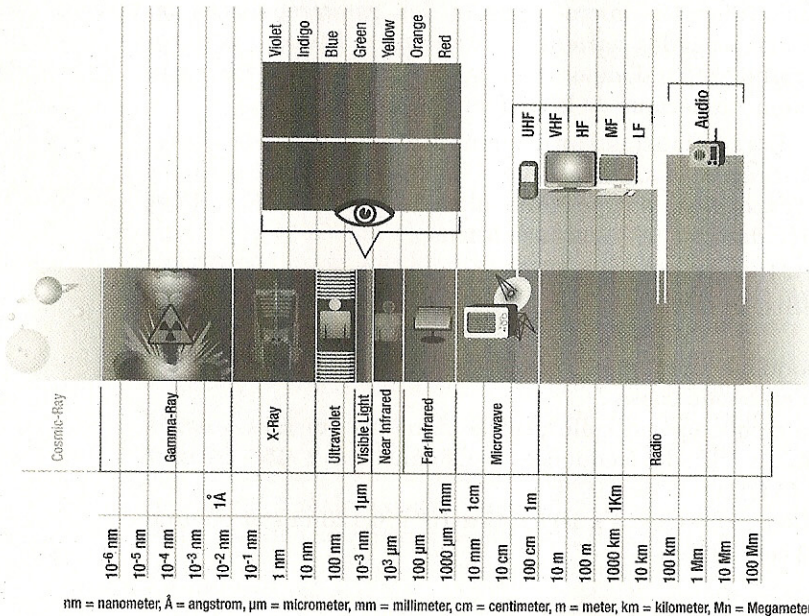 Violet
Indigo
Blue
Green
Yellow
Orange
Red
UHF
VHF
HF
MF
LF
Audio
Cosmic-Ray
Gamma-Ray
X-Ray
Ultraviolet
Visible Light
Near Infrared
Far Infrared
Microwave
Radio
1Å
1µm
1mm
1cm
1m
1Km
10-6 nm
10-5 nm
10-4 nm
10-3 nm
10-2 nm
10-1 nm
1 nm
10 nm
100 nm
10-3 nm
103 µm
100 µm
1000 µm
10 mm
10 cm
100 cm
10 m
100 m
1000 km
10 km
100 km
1 Mm
10 Mm
100 Mm
nm = nanometer, Å = angstrom, µm = micrometer, mm = millimeter, cm = centimeter, m = meter, km = kilometer, Mn = Megameter